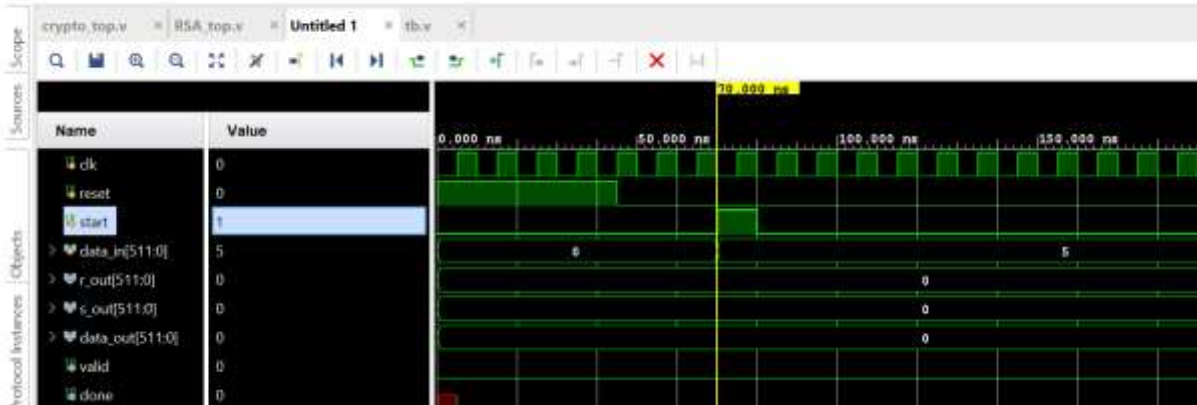 crypto_top.v × RSA_top.v × Untitled 1 × tb.v ×
Scope
Sources
Objects
Protocol Instances
70.000 ns
Name Value
0.000 ns 50.000 ns 100.000 ns 150.000 ns
clk 0
reset 0
start 1
data_in[511:0] 5 0 5
r_out[511:0] 0 0
s_out[511:0] 0 0
data_out[511:0] 0 0
valid 0
done 0